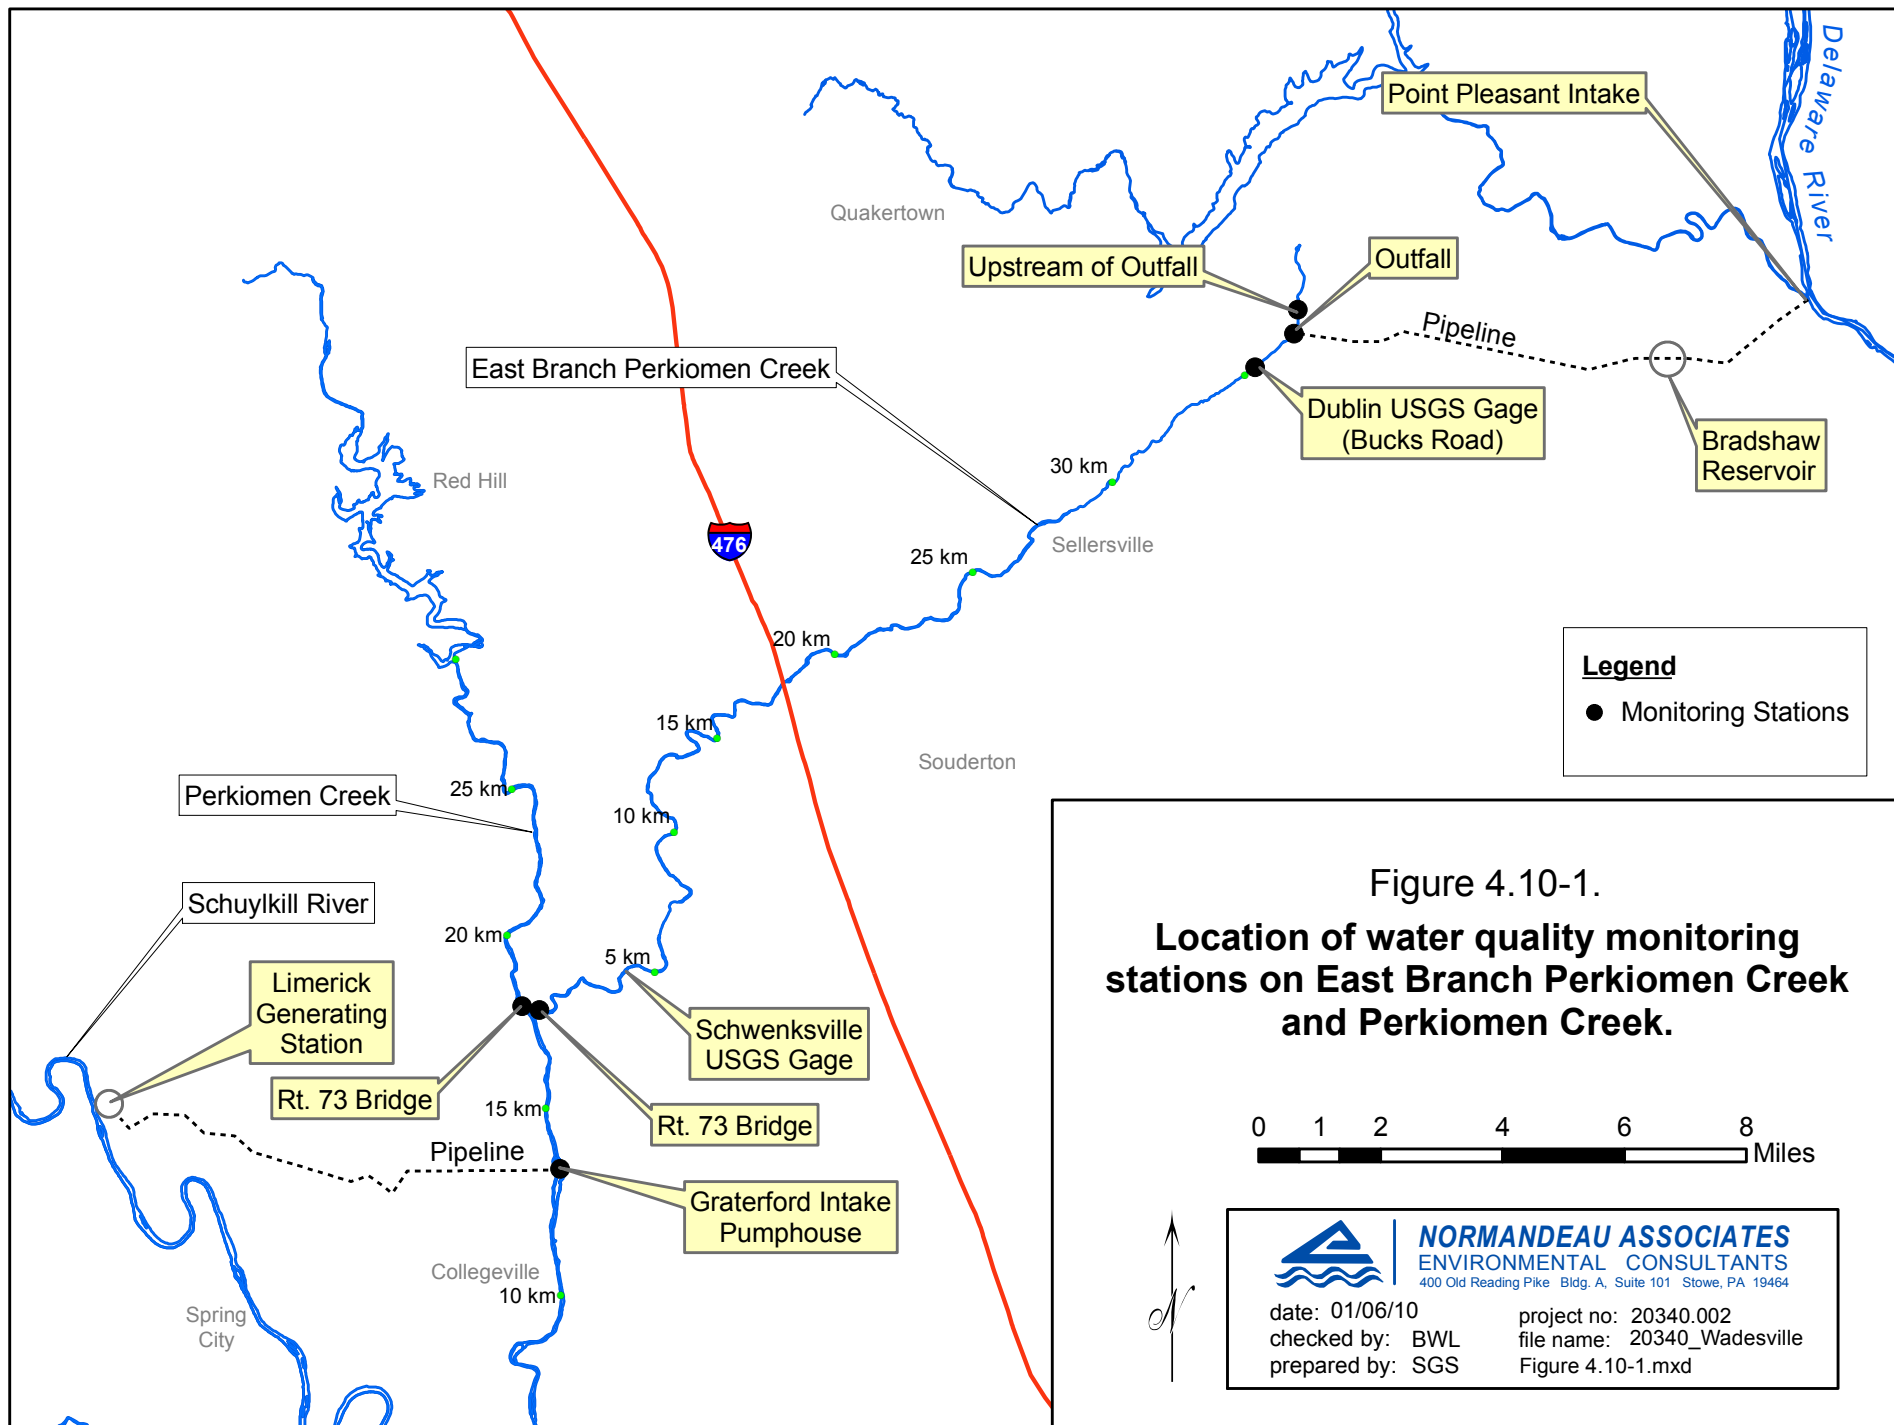 Delaware River
Point Pleasant Intake
Quakertown
Upstream of Outfall
Outfall
Pipeline
East Branch Perkiomen Creek
Dublin USGS Gage
(Bucks Road)
Bradshaw
Reservoir
30 km
Red Hill
476
Sellersville
25 km
20 km
Legend
Monitoring Stations
15 km
Souderton
Perkiomen Creek
25 km
10 km
Schuylkill River
20 km
5 km
Limerick
Generating
Station
Schwenksville
USGS Gage
Rt. 73 Bridge
15 km
Rt. 73 Bridge
Pipeline
Graterford Intake
Pumphouse
Collegeville
10 km
Spring
City
Figure 4.10-1.
Location of water quality monitoring
stations on East Branch Perkiomen Creek
and Perkiomen Creek.
0 1 2 4 6 8
Miles
N
NORMANDEAU ASSOCIATES
ENVIRONMENTAL CONSULTANTS
400 Old Reading Pike Bldg. A, Suite 101 Stowe, PA 19464
date: 01/06/10 project no: 20340.002
checked by: BWL file name: 20340_Wadesville
prepared by: SGS Figure 4.10-1.mxd